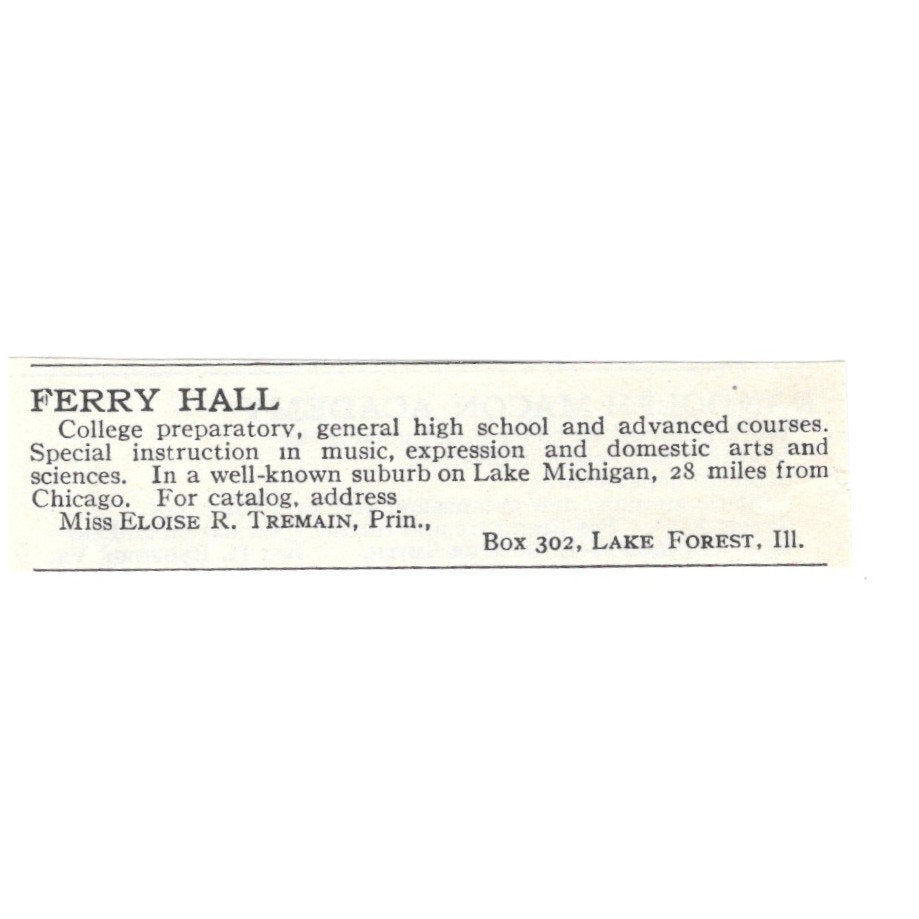 FERRY HALL
College preparatory, general high school and advanced courses.
Special instruction in music, expression and domestic arts and
sciences. In a well-known suburb on Lake Michigan, 28 miles from
Chicago. For catalog, address
Miss ELOISE R. TREMAIN, Prin.,
Box 302, LAKE FOREST, Ill.